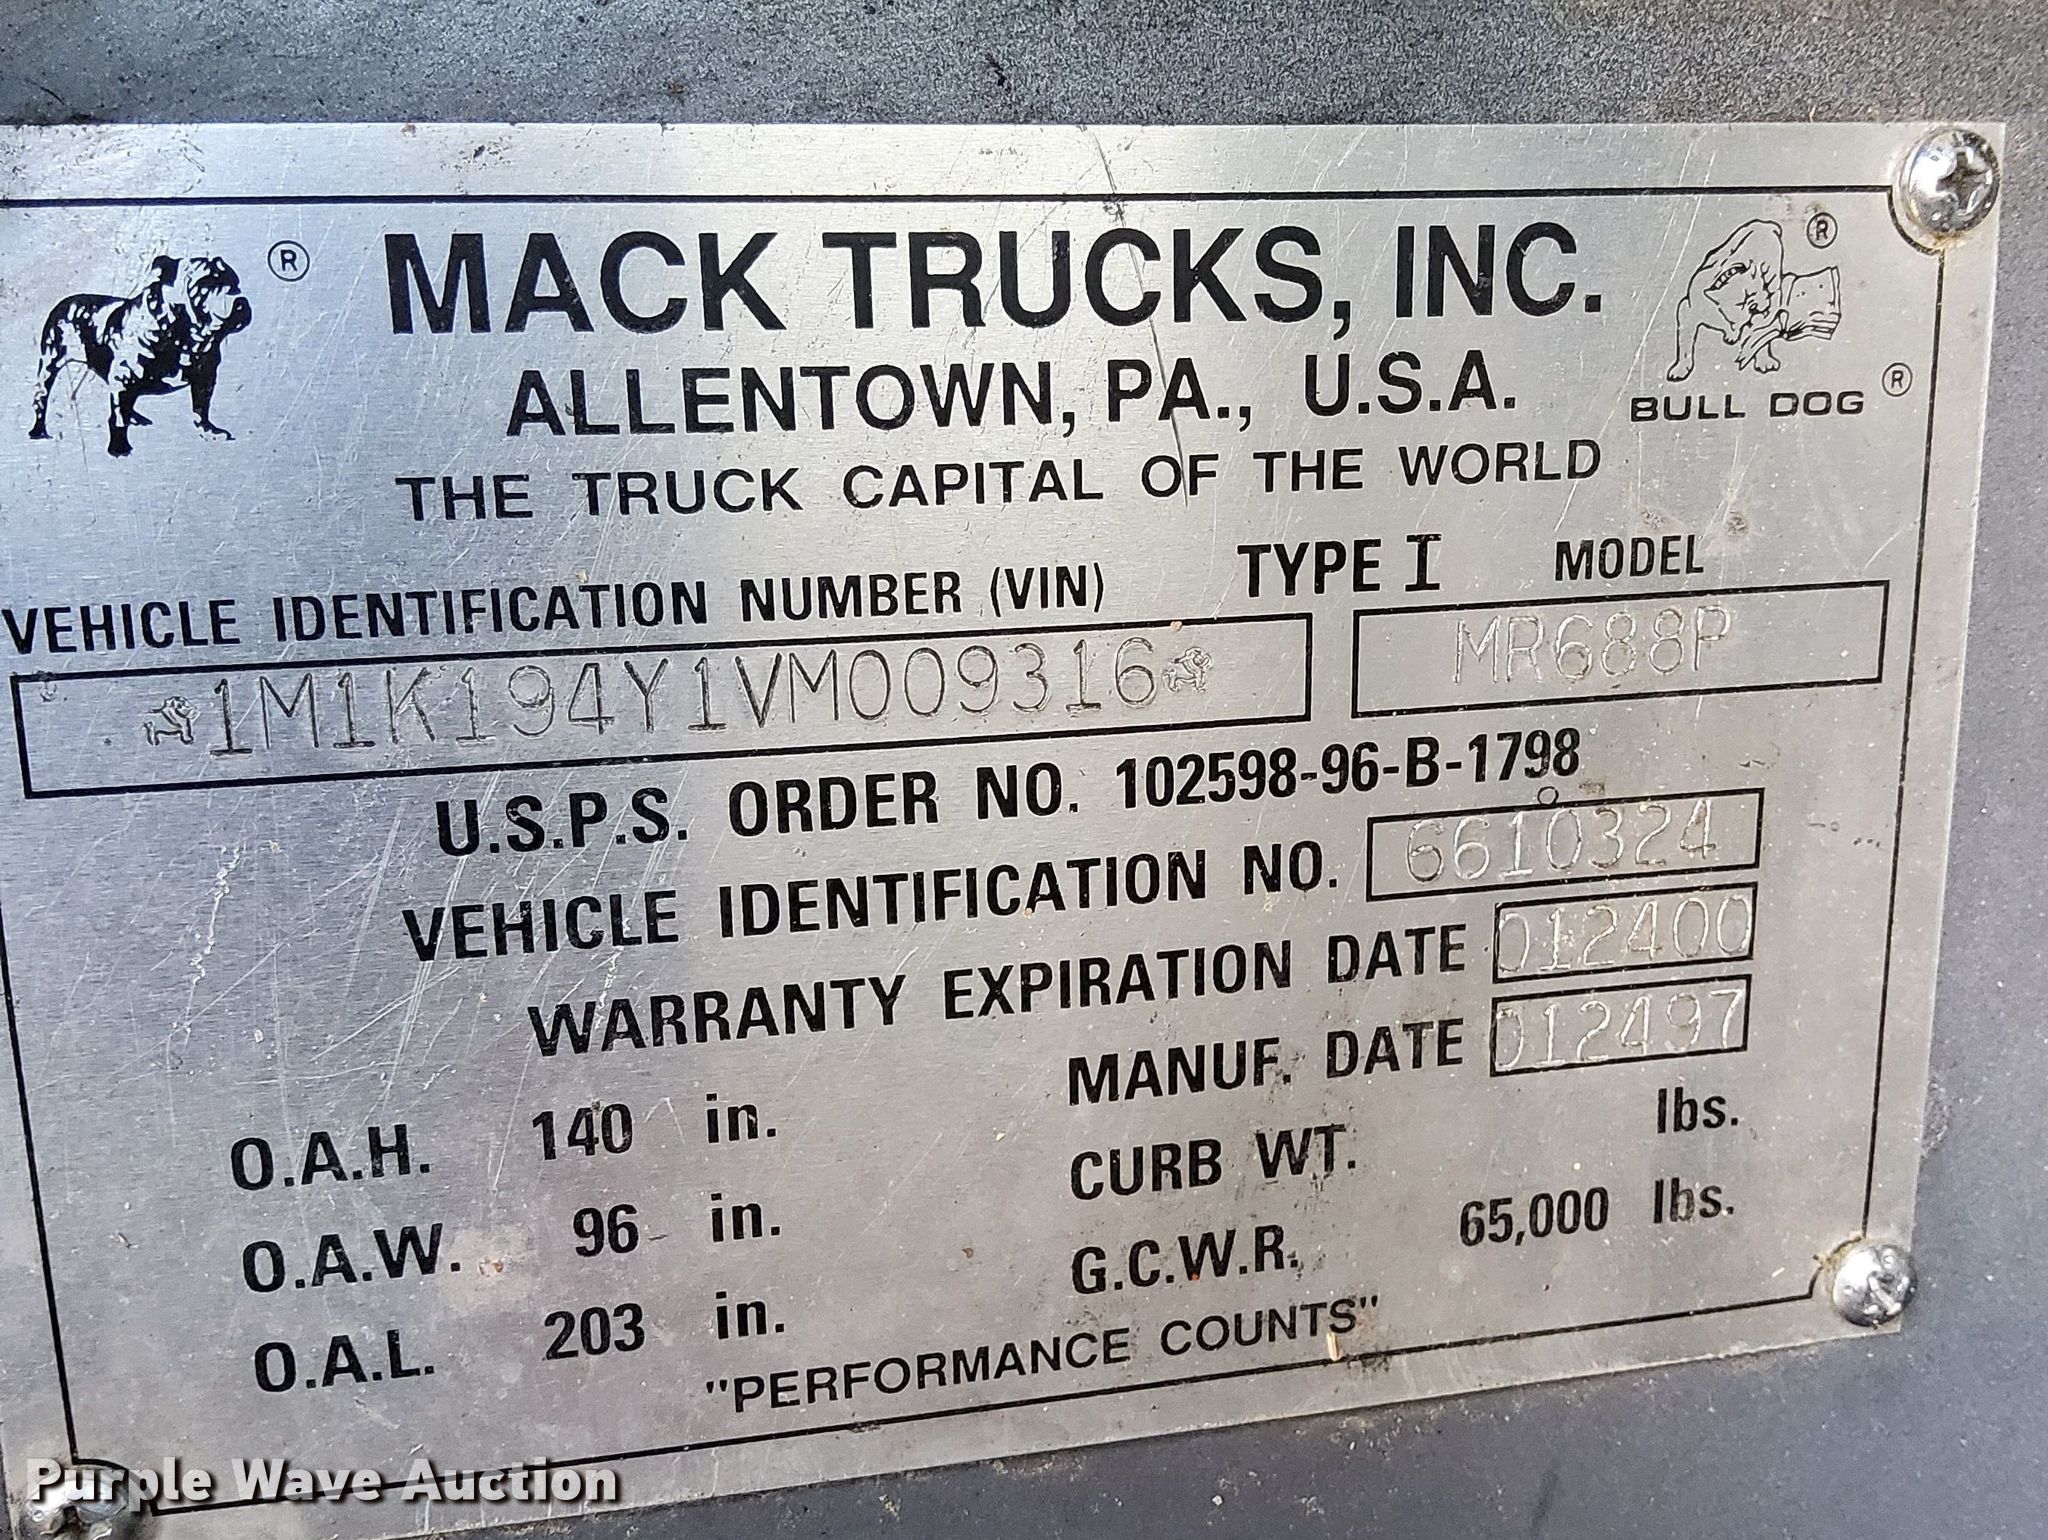 ® MACK TRUCKS, INC. ®
ALLENTOWN, PA., U.S.A.
BULL DOG ®
THE TRUCK CAPITAL OF THE WORLD
VEHICLE IDENTIFICATION NUMBER (VIN) TYPE I MODEL
1M1K194Y1VM009316 MR688P
U.S.P.S. ORDER NO. 102598-96-B-1798
VEHICLE IDENTIFICATION NO. 6610324
WARRANTY EXPIRATION DATE 012400
MANUF. DATE 012497
O.A.H. 140 in. CURB WT. lbs.
O.A.W. 96 in. G.C.W.R. 65,000 lbs.
O.A.L. 203 in.
"PERFORMANCE COUNTS"
Purple Wave Auction